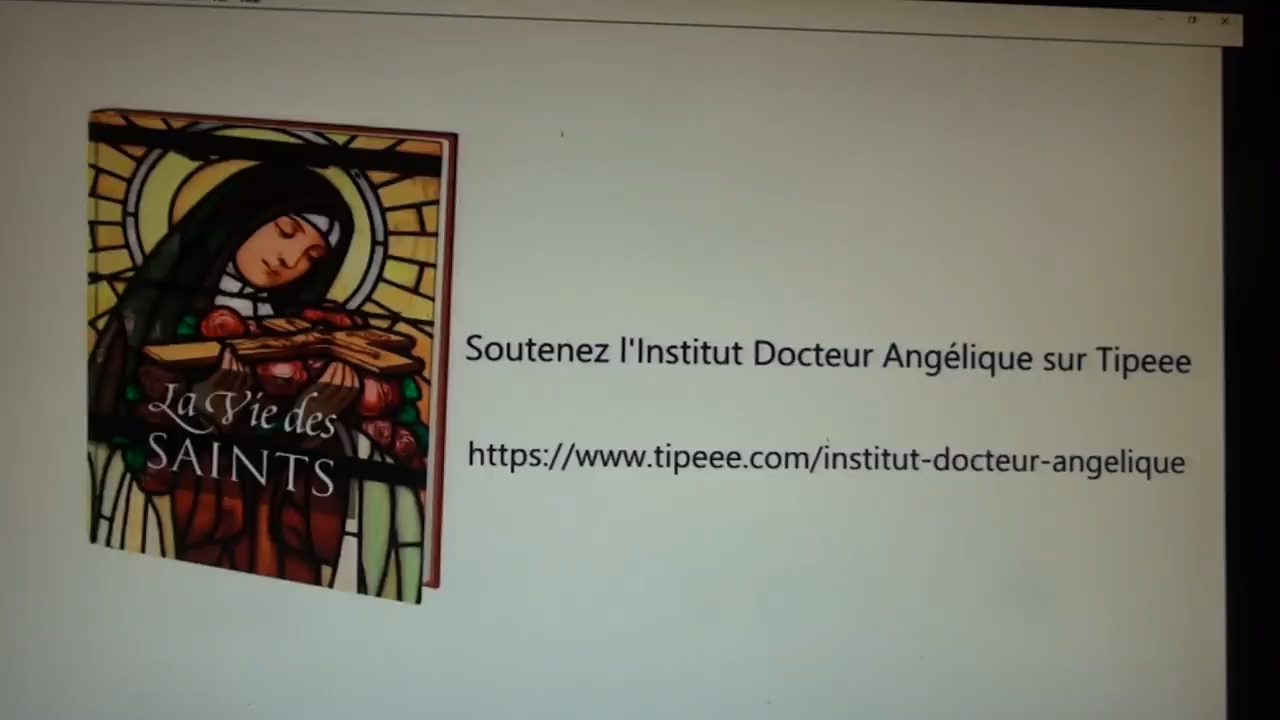 La Vie des
SAINTS
Soutenez l'Institut Docteur Angélique sur Tipeee
https://www.tipeee.com/institut-docteur-angelique